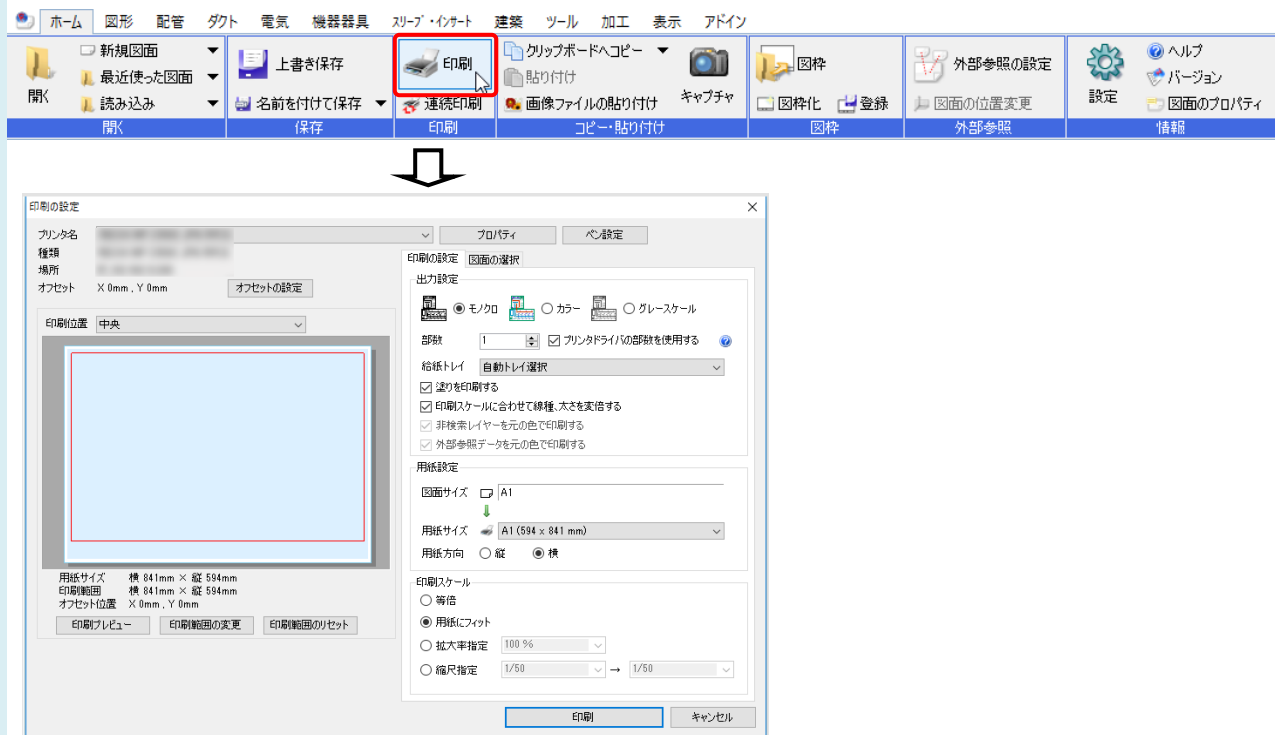 ホーム 図形 配管 ダクト 電気 機器器具 スリーブ・インサート 建築 ツール 加工 表示 アドイン
開く
新規図面
最近使った図面
読み込み
開く
上書き保存
名前を付けて保存
保存
印刷
連続印刷
印刷
クリップボードへコピー
貼り付け
画像ファイルの貼り付け
キャプチャ
コピー・貼り付け
図枠
図枠化 登録
図枠
外部参照の設定
図面の位置変更
外部参照
設定
ヘルプ
バージョン
図面のプロパティ
情報
印刷の設定
プリンタ名 プロパティ ペン設定
種類
場所
オフセット X 0mm , Y 0mm オフセットの設定
印刷位置 中央
用紙サイズ 横 841mm × 縦 594mm
印刷範囲 横 841mm × 縦 594mm
オフセット位置 X 0mm , Y 0mm
印刷プレビュー 印刷範囲の変更 印刷範囲のリセット
印刷の設定 図面の選択
出力設定
モノクロ カラー グレースケール
部数 1 プリンタドライバの部数を使用する
給紙トレイ 自動トレイ選択
塗りを印刷する
印刷スケールに合わせて線種、太さを変倍する
非検索レイヤーを元の色で印刷する
外部参照データを元の色で印刷する
用紙設定
図面サイズ A1
用紙サイズ A1 (594 x 841 mm)
用紙方向 縦 横
印刷スケール
等倍
用紙にフィット
拡大率指定 100 %
縮尺指定 1/50 → 1/50
印刷 キャンセル